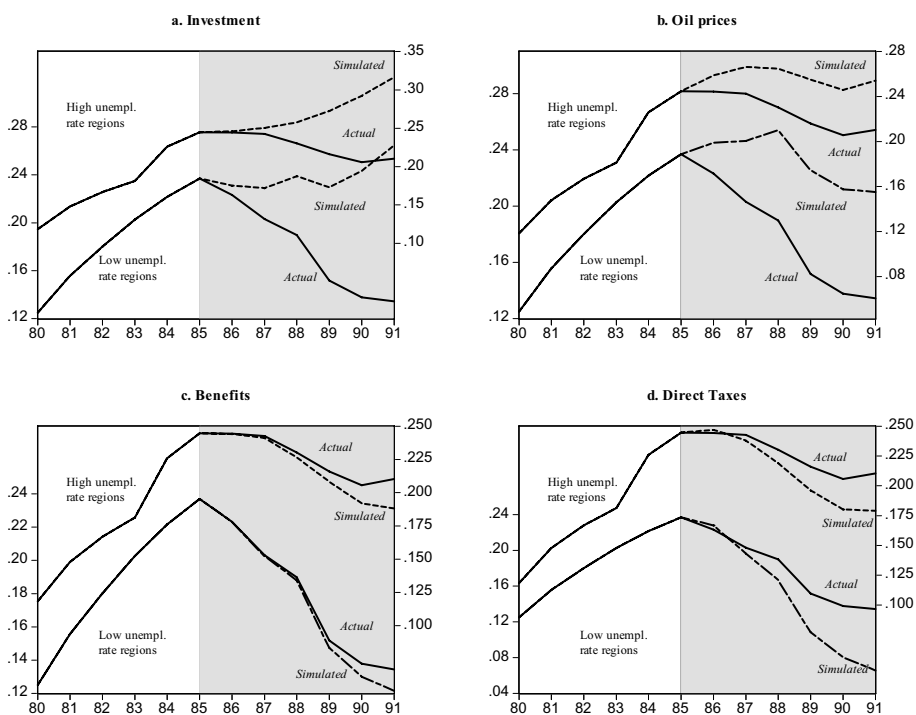 a. Investment
.35
Simulated
.30
High unempl.
rate regions
.28
.25
Actual
.24
.20
.20
.15
Simulated
Low unempl.
rate regions
.10
.16
Actual
.12
80 81 82 83 84 85 86 87 88 89 90 91
b. Oil prices
.28
Simulated
.28
High unempl.
rate regions
.24
.24
.20
Actual
.20
.16
Simulated
Low unempl.
rate regions
.12
.16
Actual
.08
.12
80 81 82 83 84 85 86 87 88 89 90 91
c. Benefits
.250
Actual
.225
High unempl.
rate regions
.24
.200
.22
Simulated
.175
.20
.150
.18
.125
.16
Low unempl.
rate regions
Actual
.100
.14
Simulated
.12
80 81 82 83 84 85 86 87 88 89 90 91
d. Direct Taxes
.250
Actual
.225
High unempl.
rate regions
.200
.24
Simulated
.175
.20
.150
.16
Actual
.125
.12
.100
Low unempl.
rate regions
.08
Simulated
.04
80 81 82 83 84 85 86 87 88 89 90 91